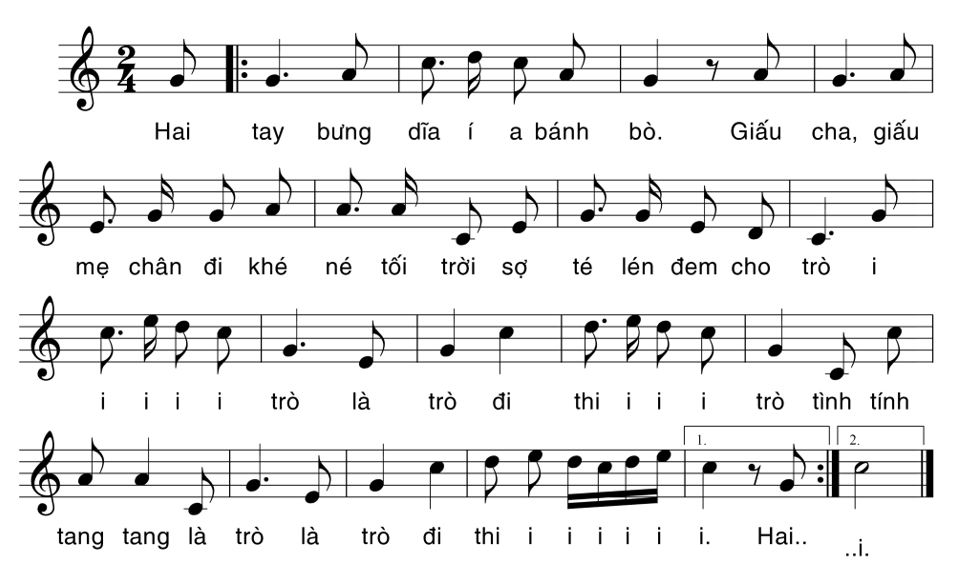 2
4
Hai tay bưng dĩa í a bánh bò. Giấu cha, giấu
mẹ chân đi khé né tối trời sợ té lén đem cho trò i
i i i i trò là trò đi thi i i i trò tình tính
1. 2.
tang tang là trò là trò đi thi i i i i i i. Hai.. ..i.